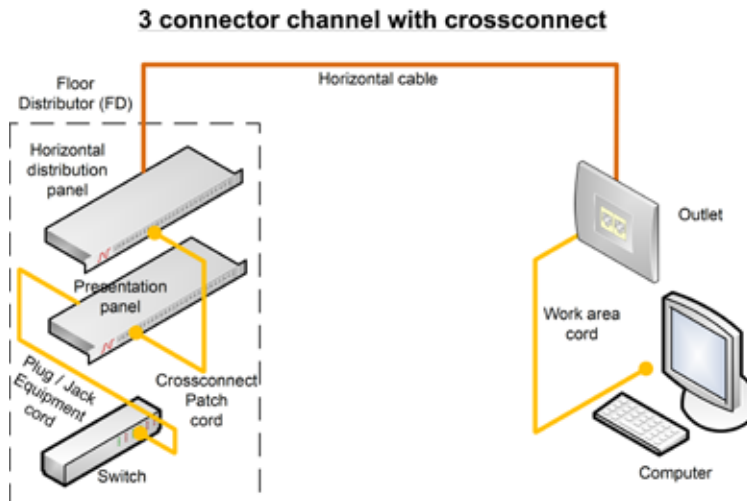 3 connector channel with crossconnect
Floor
Distributor (FD)
Horizontal cable
Horizontal
distribution
panel
Outlet
Presentation
panel
Work area
cord
Plug / Jack
Equipment
cord
Crossconnect
Patch
cord
Switch
Computer